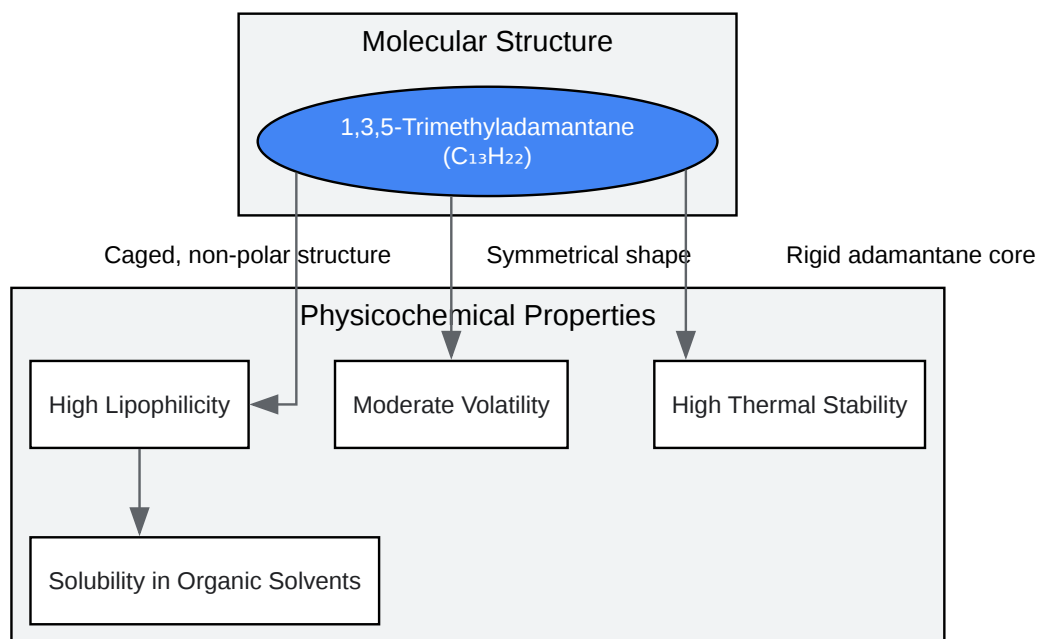 Molecular Structure
1,3,5-Trimethyladamantane
(C₁₃H₂₂)
Caged, non-polar structure
Symmetrical shape
Rigid adamantane core
Physicochemical Properties
High Lipophilicity
Moderate Volatility
High Thermal Stability
Solubility in Organic Solvents